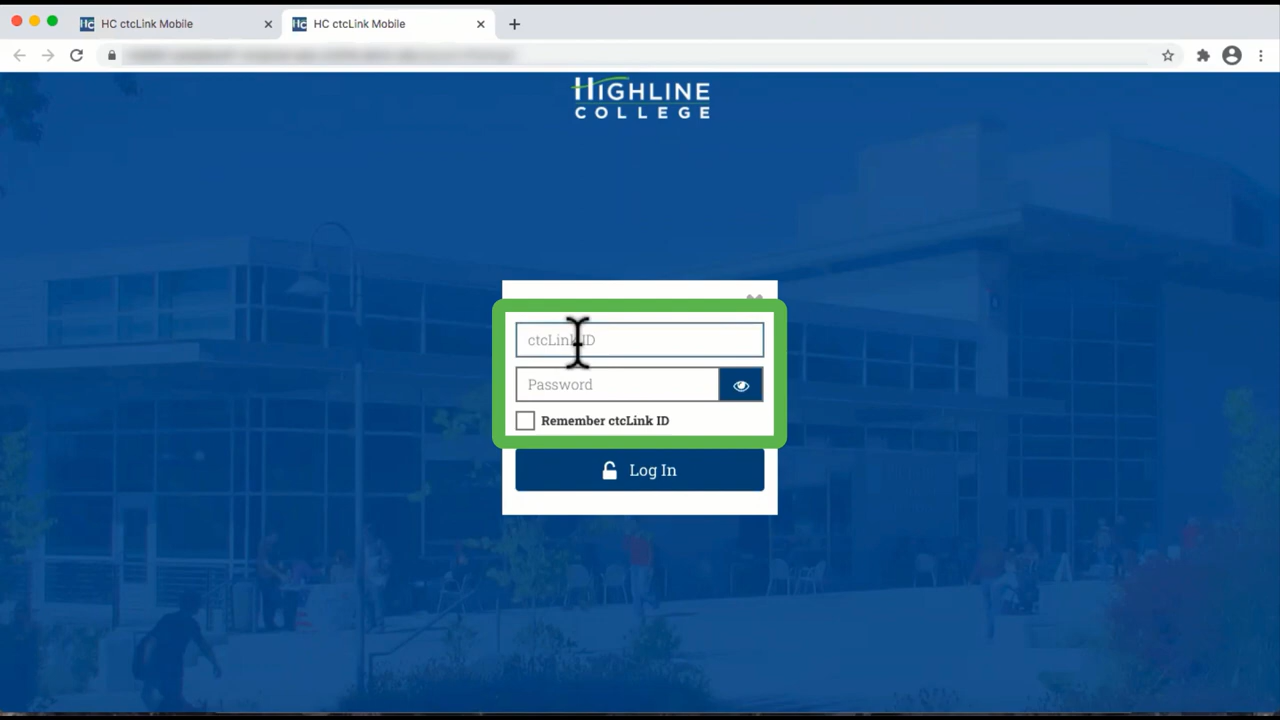 HC ctcLink Mobile
HC ctcLink Mobile
HIGHLINE
COLLEGE
ctcLink ID
Password
Remember ctcLink ID
Log In